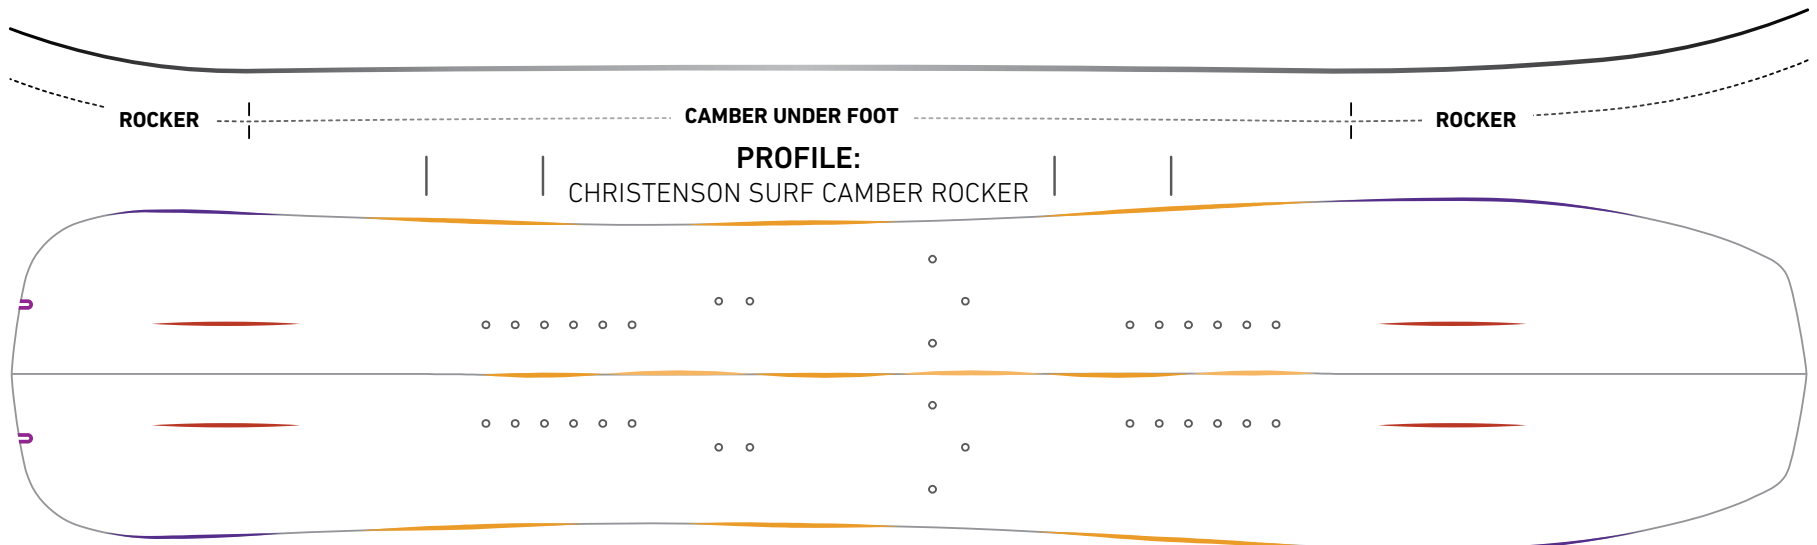 ROCKER
CAMBER UNDER FOOT
ROCKER
PROFILE:
CHRISTENSON SURF CAMBER ROCKER